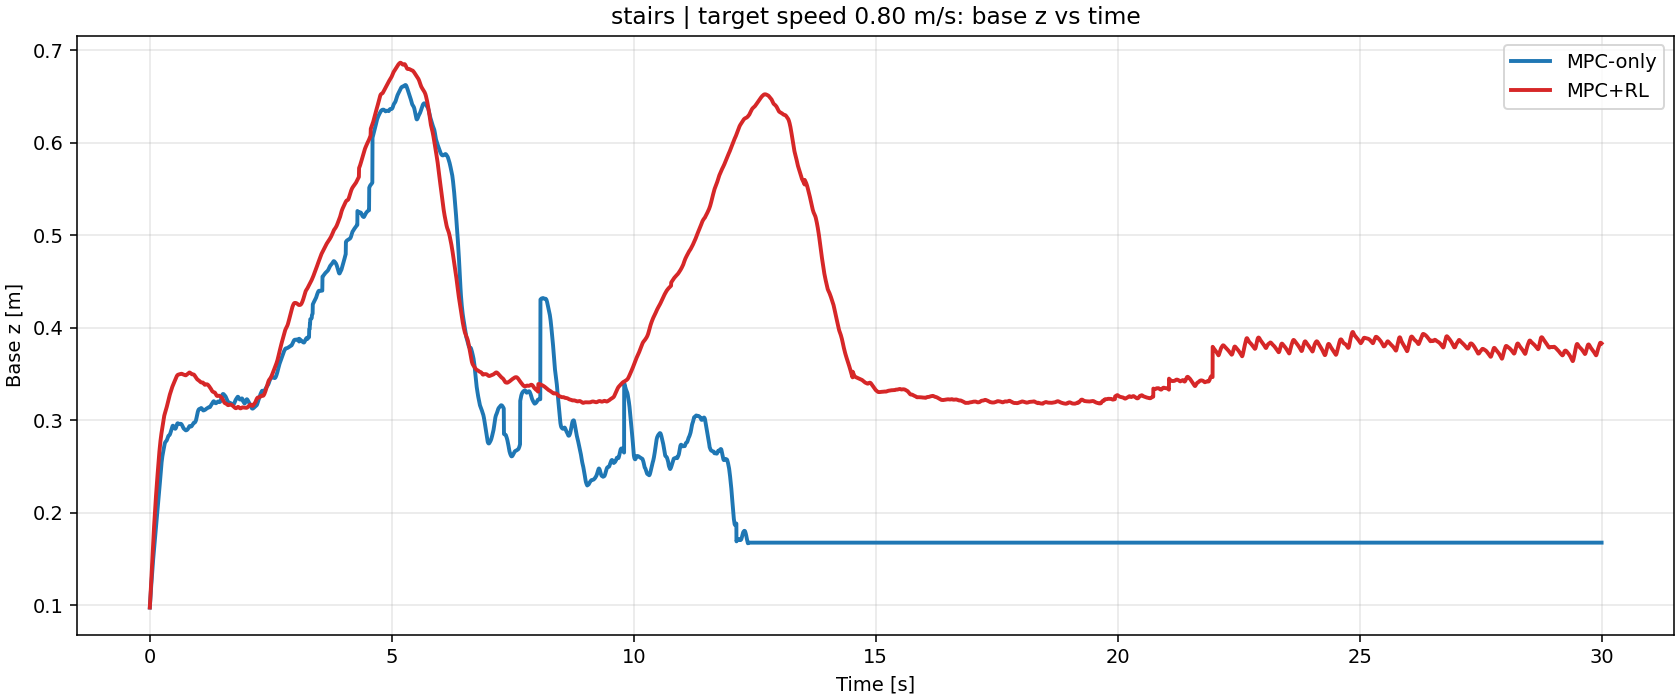 stairs | target speed 0.80 m/s: base z vs time
MPC-only
MPC+RL
Base z [m]
0.7
0.6
0.5
0.4
0.3
0.2
0.1
0 5 10 15 20 25 30
Time [s]